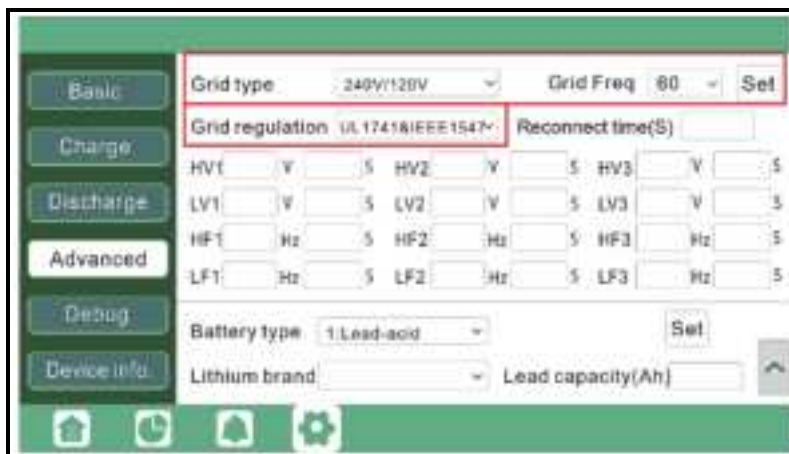 Basic
Charge
Discharge
Advanced
Debug
Device info.
Grid type 240V/120V Grid Freq 60 Set
Grid regulation UL1741&IEEE1547 Reconnect time(S)
HV1 V S HV2 V S HV3 V S
LV1 V S LV2 V S LV3 V S
HF1 Hz S HF2 Hz S HF3 Hz S
LF1 Hz S LF2 Hz S LF3 Hz S
Battery type 1:Lead-acid Set
Lithium brand Lead capacity(Ah)